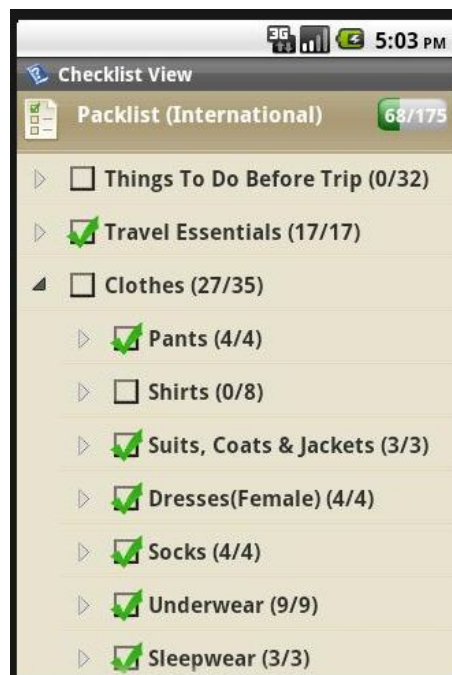 3G 5:03 PM
Checklist View
Packlist (International) 68/175
Things To Do Before Trip (0/32)
Travel Essentials (17/17)
Clothes (27/35)
Pants (4/4)
Shirts (0/8)
Suits, Coats & Jackets (3/3)
Dresses(Female) (4/4)
Socks (4/4)
Underwear (9/9)
Sleepwear (3/3)